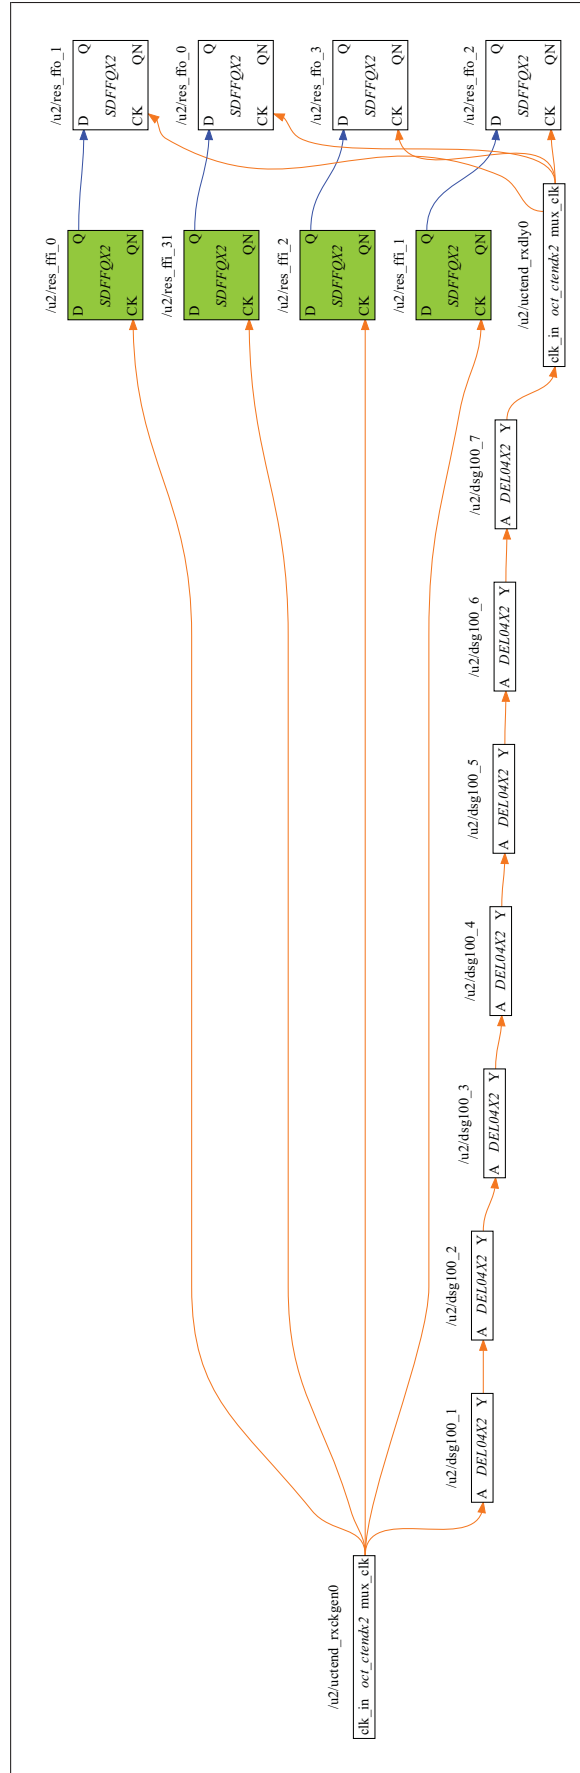 /u2/res_ffi_0
D Q
SDFFQX2
CK QN
/u2/res_ffo_1
D Q
SDFFQX2
CK QN
/u2/res_ffi_31
D Q
SDFFQX2
CK QN
/u2/res_ffo_0
D Q
SDFFQX2
CK QN
/u2/res_ffi_2
D Q
SDFFQX2
CK QN
/u2/res_ffo_3
D Q
SDFFQX2
CK QN
/u2/res_ffi_1
D Q
SDFFQX2
CK QN
/u2/res_ffo_2
D Q
SDFFQX2
CK QN
/u2/uctend_rxckgen0
clk_in oct_ctendx2 mux_clk
/u2/dsg100_1
A DEL04X2 Y
/u2/dsg100_2
A DEL04X2 Y
/u2/dsg100_3
A DEL04X2 Y
/u2/dsg100_4
A DEL04X2 Y
/u2/dsg100_5
A DEL04X2 Y
/u2/dsg100_6
A DEL04X2 Y
/u2/dsg100_7
A DEL04X2 Y
/u2/uctend_rxdly0
clk_in oct_ctendx2 mux_clk